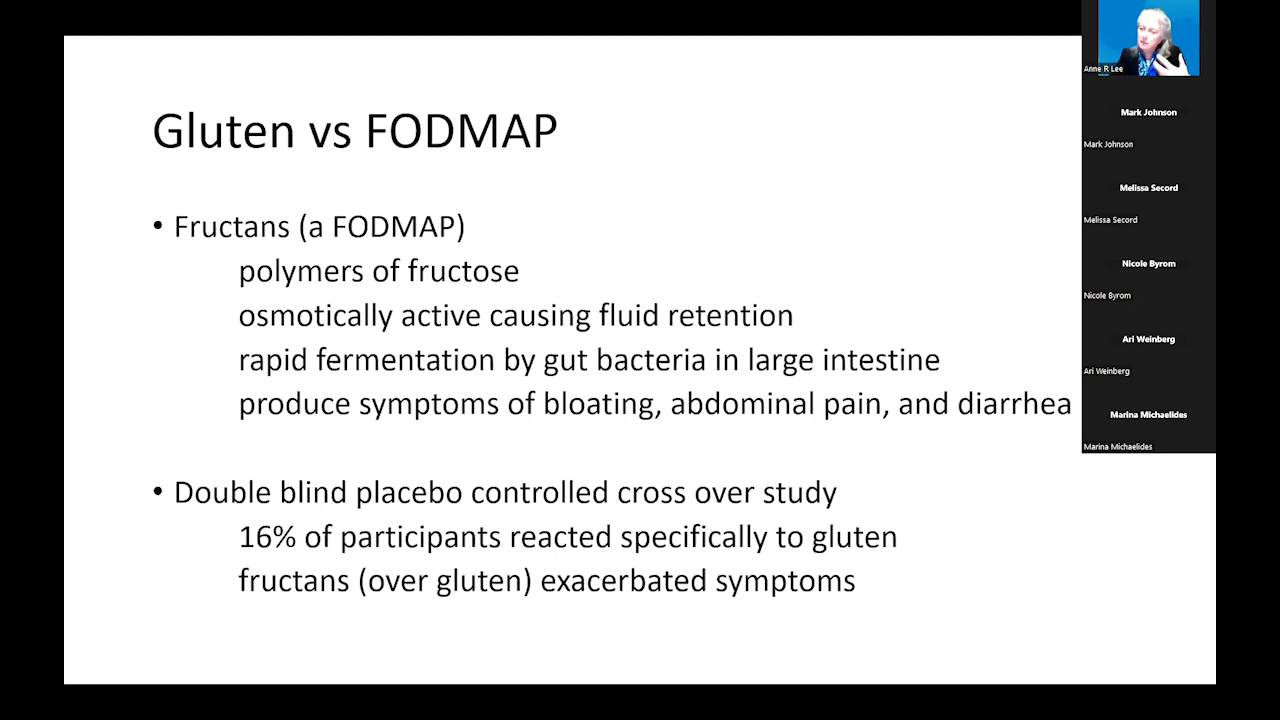 Gluten vs FODMAP
• Fructans (a FODMAP)
polymers of fructose
osmotically active causing fluid retention
rapid fermentation by gut bacteria in large intestine
produce symptoms of bloating, abdominal pain, and diarrhea
• Double blind placebo controlled cross over study
16% of participants reacted specifically to gluten
fructans (over gluten) exacerbated symptoms
Anne R Lee
Mark Johnson
Mark Johnson
Melissa Secord
Melissa Secord
Nicole Byrom
Nicole Byrom
Ari Weinberg
Ari Weinberg
Marina Michaelides
Marina Michaelides